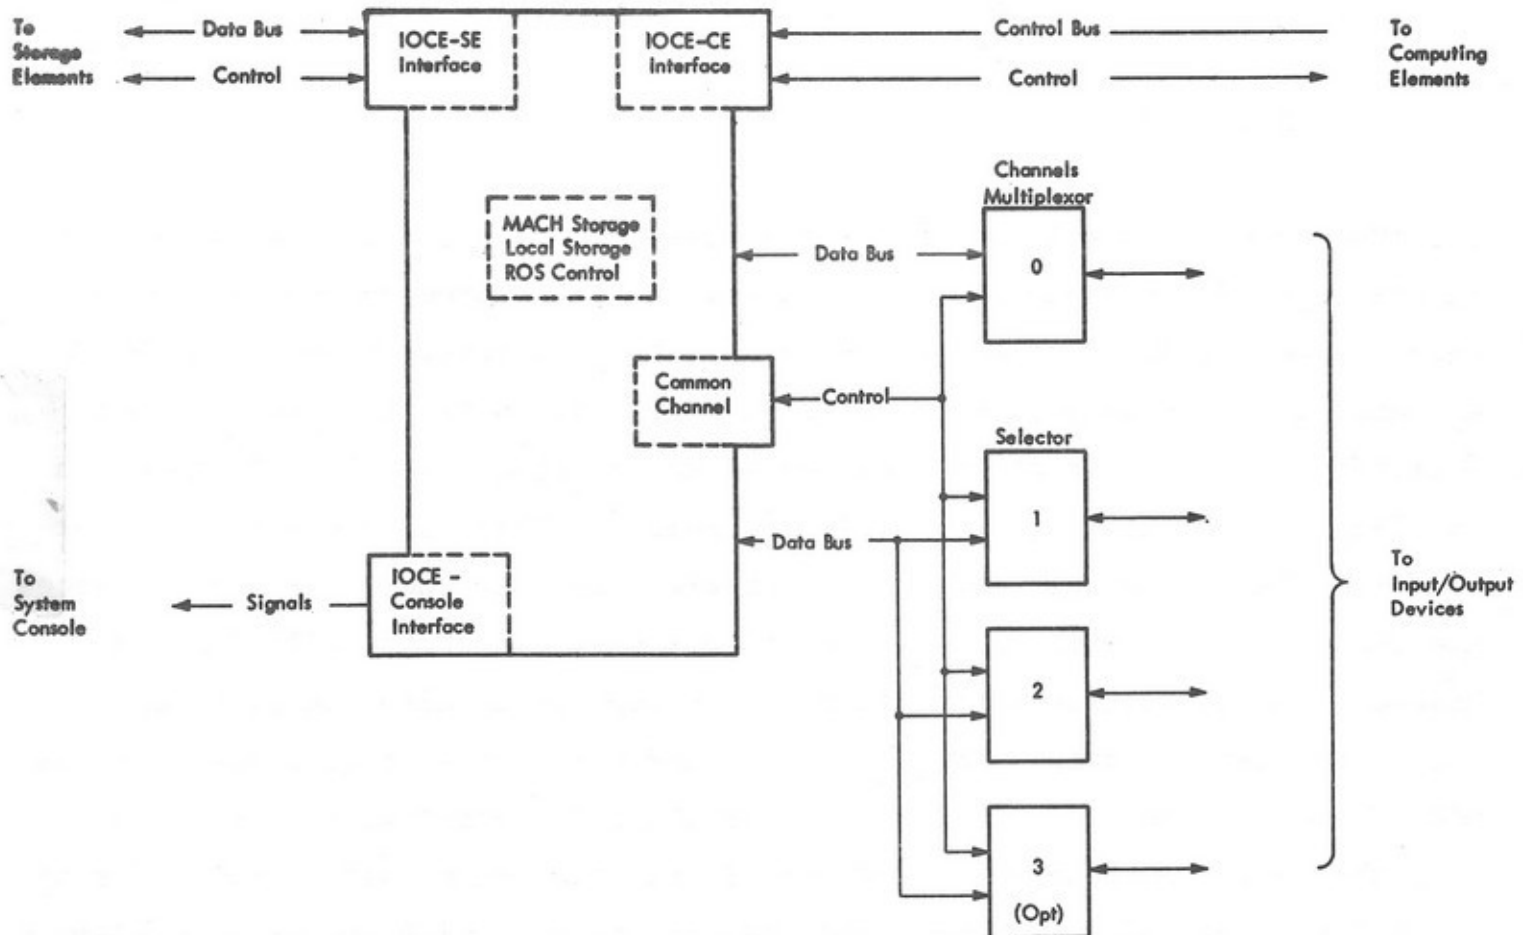 To
Storage
Elements
Data Bus
Control
IOCE-SE
Interface
IOCE-CE
Interface
Control Bus
Control
To
Computing
Elements
MACH Storage
Local Storage
ROS Control
Channels
Multiplexor
Data Bus
0
Common
Channel
Control
Selector
1
Data Bus
To
Input/Output
Devices
To
System
Console
Signals
IOCE -
Console
Interface
2
3
(Opt)